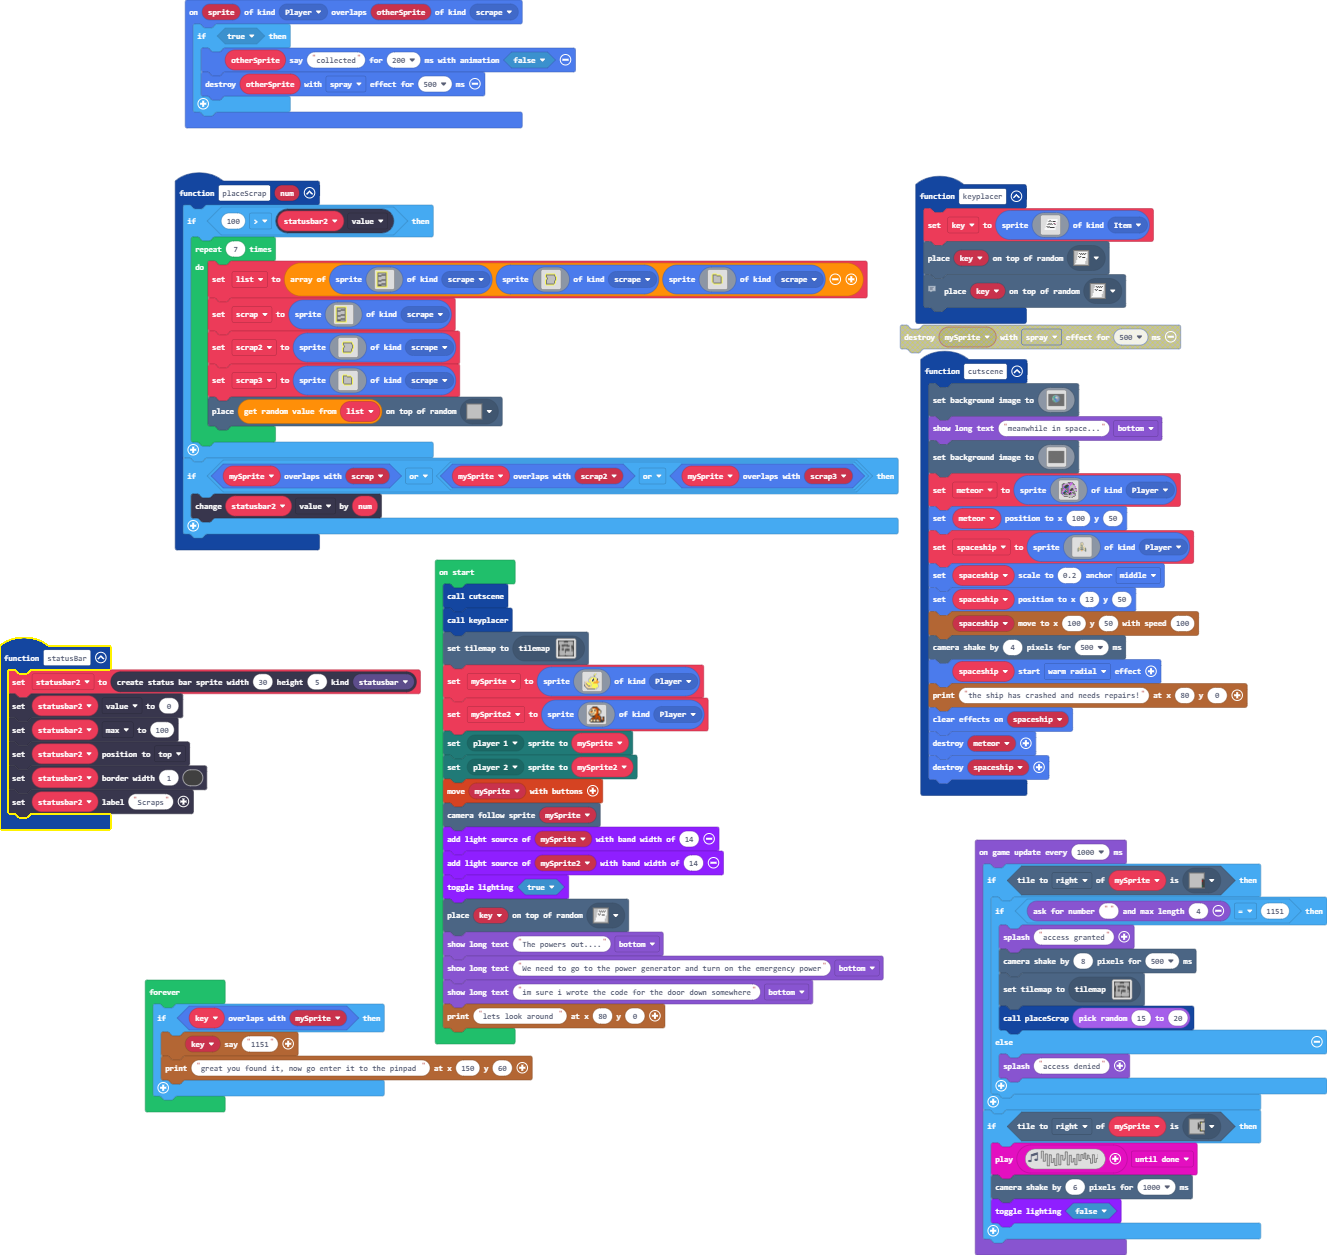 on sprite of kind Player overlaps otherSprite of kind scrape
if true then
otherSprite say "collected" for 200 ms with animation false
destroy otherSprite with spray effect for 500 ms
function placeScrap num
if 100 > statusbar2 value then
repeat 7 times
do
set list to array of sprite of kind scrape sprite of kind scrape sprite of kind scrape
set scrap to sprite of kind scrape
set scrap2 to sprite of kind scrape
set scrap3 to sprite of kind scrape
place get random value from list on top of random
if mySprite overlaps with scrap or mySprite overlaps with scrap2 or mySprite overlaps with scrap3 then
change statusbar2 value by num
function keyplacer
set key to sprite of kind Item
place key on top of random
place key on top of random
destroy mySprite with spray effect for 500 ms
function cutscene
set background image to
show long text "meanwhile in space..." bottom
set background image to
set meteor to sprite of kind Player
set meteor position to x 100 y 50
set spaceship to sprite of kind Player
set spaceship scale to 0.2 anchor middle
set spaceship position to x 13 y 50
spaceship move to x 100 y 50 with speed 100
camera shake by 4 pixels for 500 ms
spaceship start warm radial effect
print "the ship has crashed and needs repairs!" at x 80 y 0
clear effects on spaceship
destroy meteor
destroy spaceship
function statusBar
set statusbar2 to create status bar sprite width 30 height 5 kind statusbar
set statusbar2 value to 0
set statusbar2 max to 100
set statusbar2 position to top
set statusbar2 border width 1
set statusbar2 label "Scraps"
on start
call cutscene
call keyplacer
set tilemap to tilemap
set mySprite to sprite of kind Player
set mySprite2 to sprite of kind Player
set player 1 sprite to mySprite
set player 2 sprite to mySprite2
move mySprite with buttons
camera follow sprite mySprite
add light source of mySprite with band width of 14
add light source of mySprite2 with band width of 14
toggle lighting true
place key on top of random
show long text "The powers out...." bottom
show long text "We need to go to the power generator and turn on the emergency power" bottom
show long text "im sure i wrote the code for the door down somewhere" bottom
print "lets look around " at x 80 y 0
forever
if key overlaps with mySprite then
key say "1151"
print "great you found it, now go enter it to the pinpad " at x 150 y 60
on game update every 1000 ms
if tile to right of mySprite is then
if ask for number " " and max length 4 = 1151 then
splash "access granted"
camera shake by 8 pixels for 500 ms
set tilemap to tilemap
call placeScrap pick random 15 to 20
else
splash "access denied"
if tile to right of mySprite is then
play until done
camera shake by 6 pixels for 1000 ms
toggle lighting false